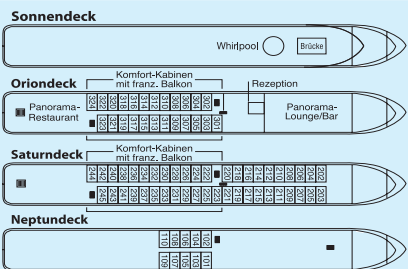 Sonnendeck
Whirlpool
Brücke
Oriondeck
Komfort-Kabinen
mit franz. Balkon
Rezeption
Panorama-
Restaurant
324 322 320 318 316 314 312 310 308 306 304 302
323 321 319 317 315 313 311 309 307 305 303 301
Panorama-
Lounge/Bar
Saturndeck
Komfort-Kabinen
mit franz. Balkon
244 242 240 238 236 234 232 230 228 226 224 222 220 218 216 214 212 210 208 206 204 202
245 243 241 239 237 235 233 231 229 227 225 223 221 219 217 215 213 211 209 207 205 203
Neptundeck
110 108 106 104 102
109 107 105 103 101